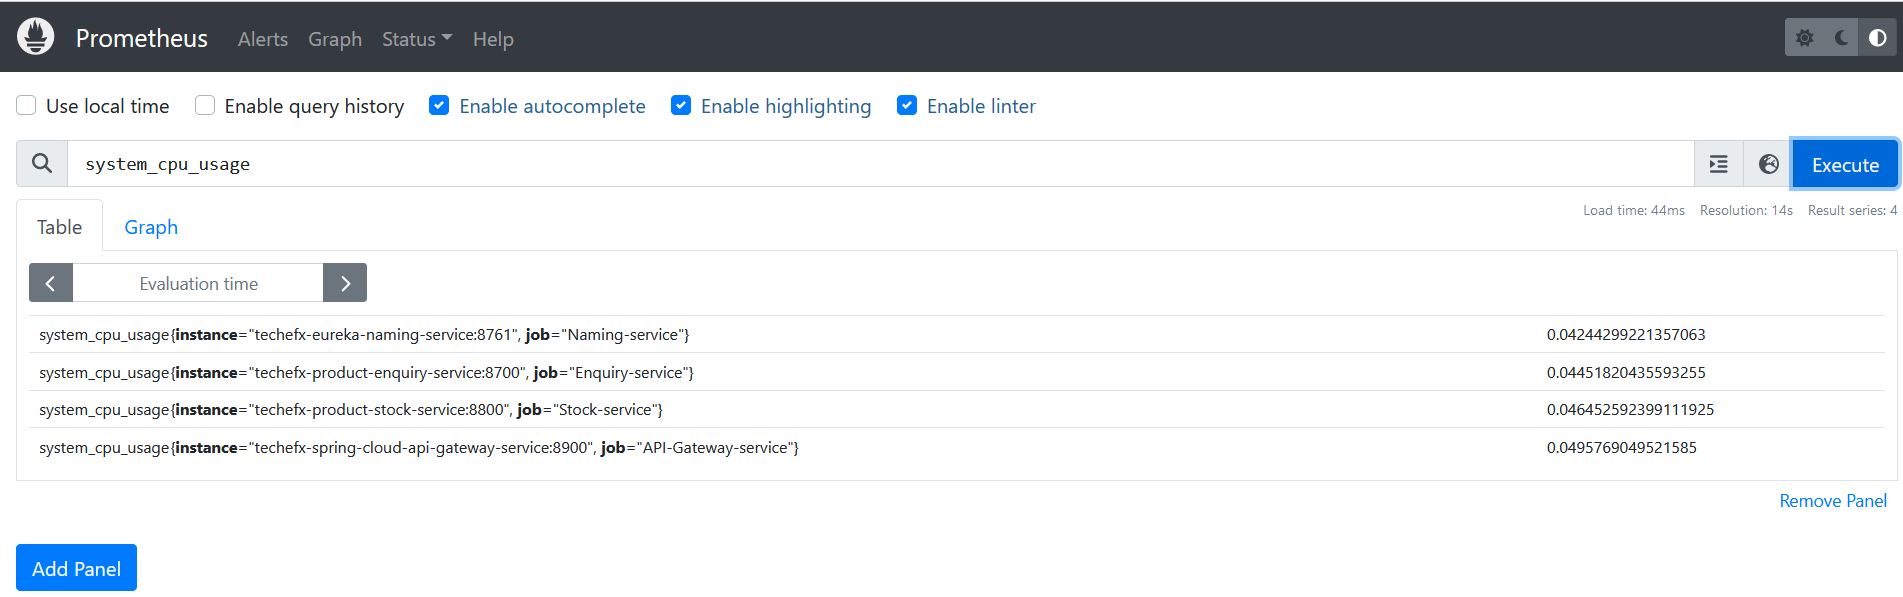 Prometheus Alerts Graph Status Help
Use local time Enable query history Enable autocomplete Enable highlighting Enable linter
system_cpu_usage Execute
Table Graph Load time: 44ms Resolution: 14s Result series: 4
Evaluation time
system_cpu_usage{instance="techefx-eureka-naming-service:8761", job="Naming-service"} 0.04244299221357063
system_cpu_usage{instance="techefx-product-enquiry-service:8700", job="Enquiry-service"} 0.04451820435593255
system_cpu_usage{instance="techefx-product-stock-service:8800", job="Stock-service"} 0.046452592399111925
system_cpu_usage{instance="techefx-spring-cloud-api-gateway-service:8900", job="API-Gateway-service"} 0.0495769049521585
Remove Panel
Add Panel